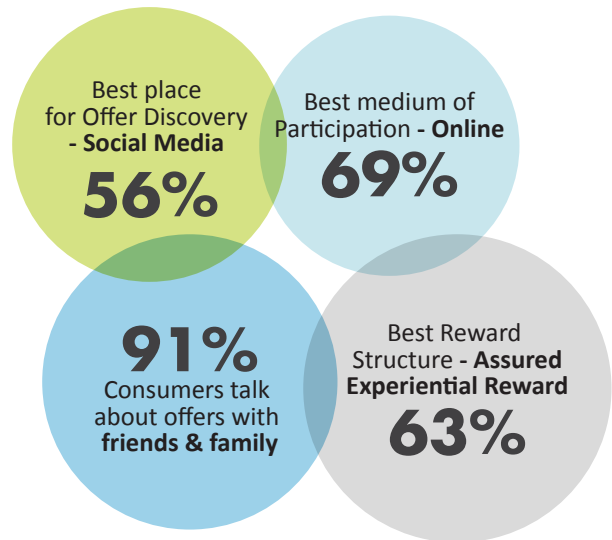 Best place
for Offer Discovery
- Social Media
56%
Best medium of
Participation - Online
69%
91%
Consumers talk
about offers with
friends & family
Best Reward
Structure - Assured
Experiential Reward
63%